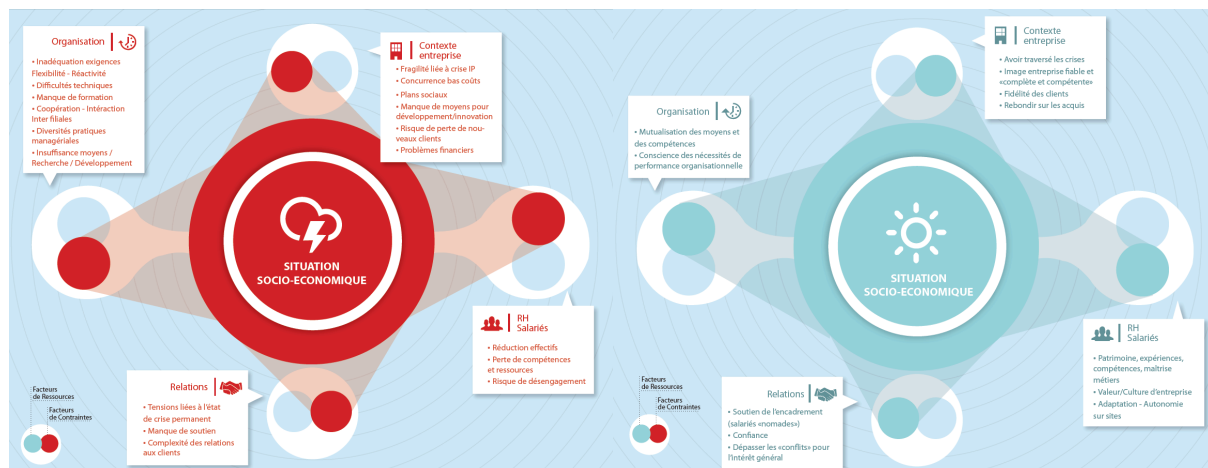 Organisation
• Inadéquation exigences
Flexibilité - Réactivité
• Difficultés techniques
• Manque de formation
• Coopération - Intéraction
Inter filiales
• Diversités pratiques
managériales
• Insuffisance moyens /
Recherche / Développement
Contexte
entreprise
• Fragilité liée à crise IP
• Concurrence bas coûts
• Plans sociaux
• Manque de moyens pour
développement/innovation
• Risque de perte de nou-
veaux clients
• Problèmes financiers
SITUATION
SOCIO-ECONOMIQUE
RH
Salariés
• Réduction effectifs
• Perte de compétences
et ressources
• Risque de désengagement
Relations
• Tensions liées à l'état
de crise permanent
• Manque de soutien
• Complexité des relations
aux clients
Facteurs
de Ressources
Facteurs
de Contraintes
Contexte
entreprise
• Avoir traversé les crises
• Image entreprise fiable et
«complète et compétente»
• Fidélité des clients
• Rebondir sur les acquis
Organisation
• Mutualisation des moyens et
des compétences
• Conscience des nécessités de
performance organisationnelle
SITUATION
SOCIO-ECONOMIQUE
RH
Salariés
• Patrimoine, expériences,
compétences, maîtrise
métiers
• Valeur/Culture d'entreprise
• Adaptation - Autonomie
sur sites
Relations
• Soutien de l'encadrement
(salariés «nomades»)
• Confiance
• Dépasser les «conflits» pour
l'intérêt général
Facteurs
de Ressources
Facteurs
de Contraintes